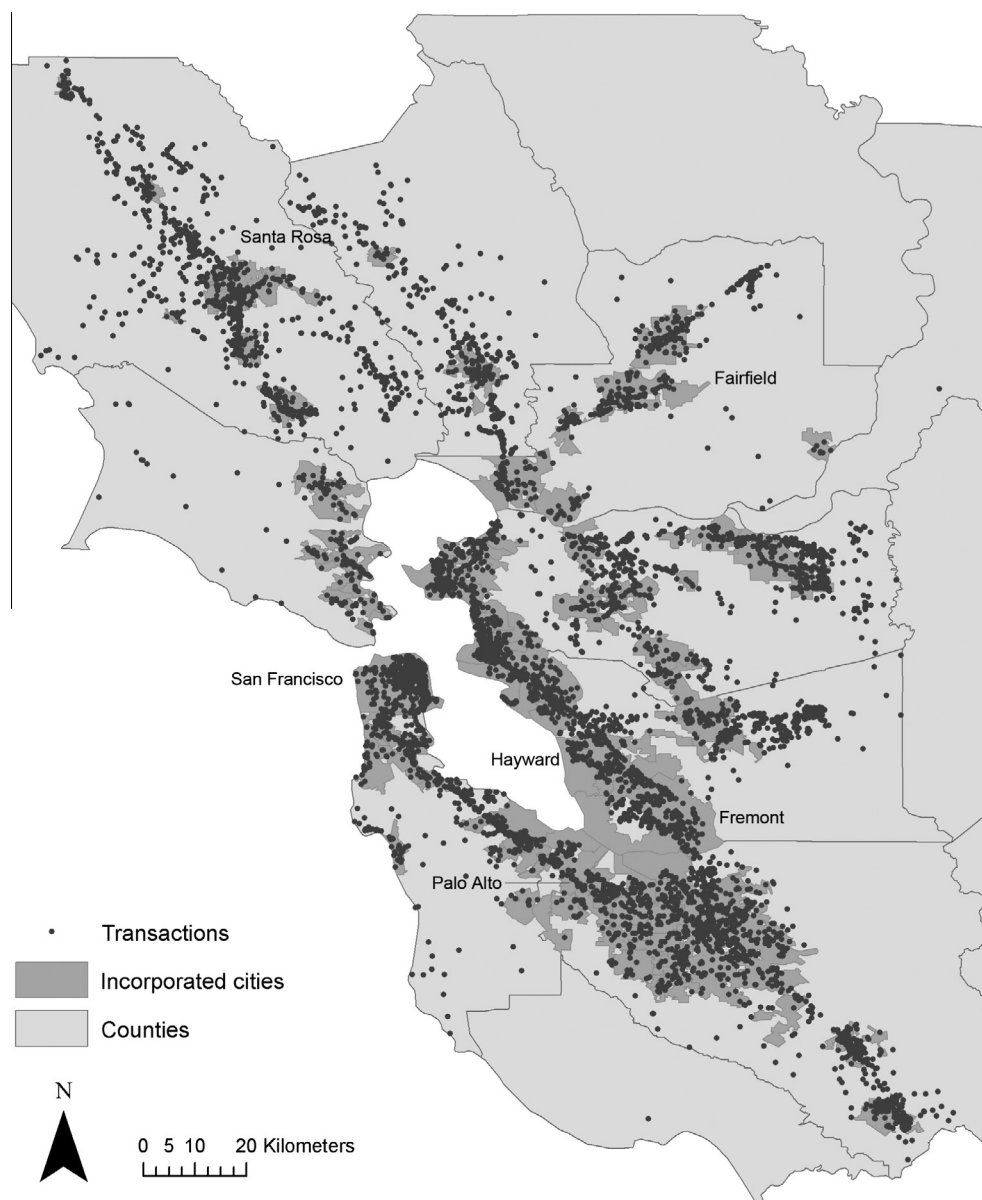 Santa Rosa
Fairfield
San Francisco
Hayward
Fremont
Palo Alto
Transactions
Incorporated cities
Counties
N
0 5 10 20 Kilometers